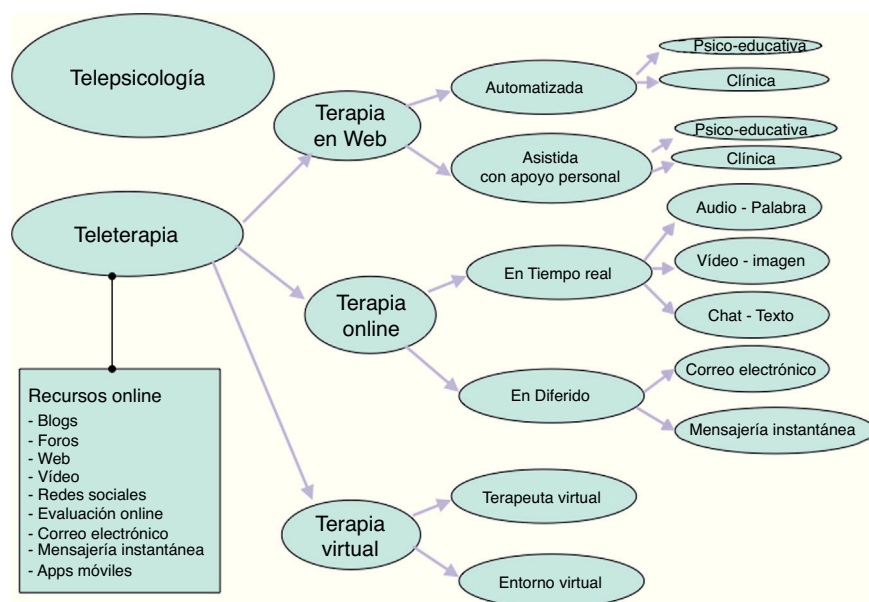 Telepsicología
Teleterapia
Recursos online
- Blogs
- Foros
- Web
- Vídeo
- Redes sociales
- Evaluación online
- Correo electrónico
- Mensajería instantánea
- Apps móviles
Terapia
en Web
Automatizada
Psico-educativa
Clínica
Asistida
con apoyo personal
Psico-educativa
Clínica
Terapia
online
En Tiempo real
Audio - Palabra
Vídeo - imagen
Chat - Texto
En Diferido
Correo electrónico
Mensajería instantánea
Terapia
virtual
Terapeuta virtual
Entorno virtual